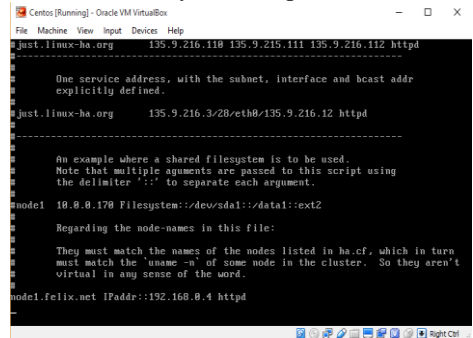 Centos [Running] - Oracle VM VirtualBox
File Machine View Input Devices Help
#just.linux-ha.org 135.9.216.110 135.9.215.111 135.9.216.112 httpd
#-------------------------------------------------------------------
#
# One service address, with the subnet, interface and bcast addr
# explicitly defined.
#
#just.linux-ha.org 135.9.216.3/28/eth0/135.9.216.12 httpd
#
#-------------------------------------------------------------------
#
# An example where a shared filesystem is to be used.
# Note that multiple aguments are passed to this script using
# the delimiter '::' to separate each argument.
#
#node1 10.0.0.170 Filesystem::/dev/sda1::/data1::ext2
#
# Regarding the node-names in this file:
#
# They must match the names of the nodes listed in ha.cf, which in turn
# must match the `uname -n` of some node in the cluster. So they aren't
# virtual in any sense of the word.
#
node1.felix.net IPaddr::192.168.0.4 httpd
Right Ctrl